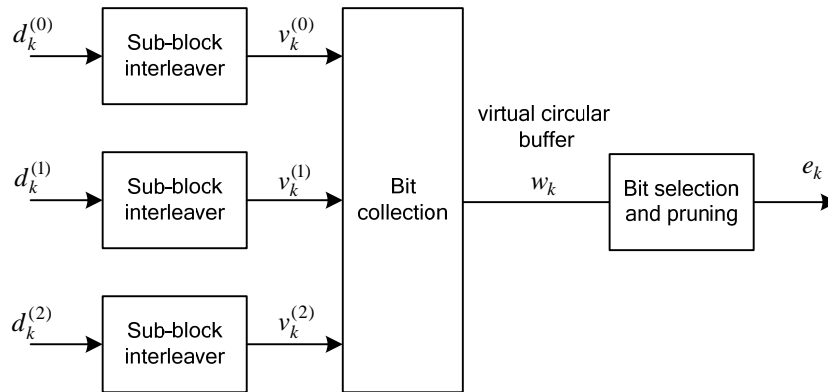 d_k^{(0)}
Sub-block
interleaver
v_k^{(0)}
d_k^{(1)}
Sub-block
interleaver
v_k^{(1)}
d_k^{(2)}
Sub-block
interleaver
v_k^{(2)}
Bit
collection
virtual circular
buffer
w_k
Bit selection
and pruning
e_k